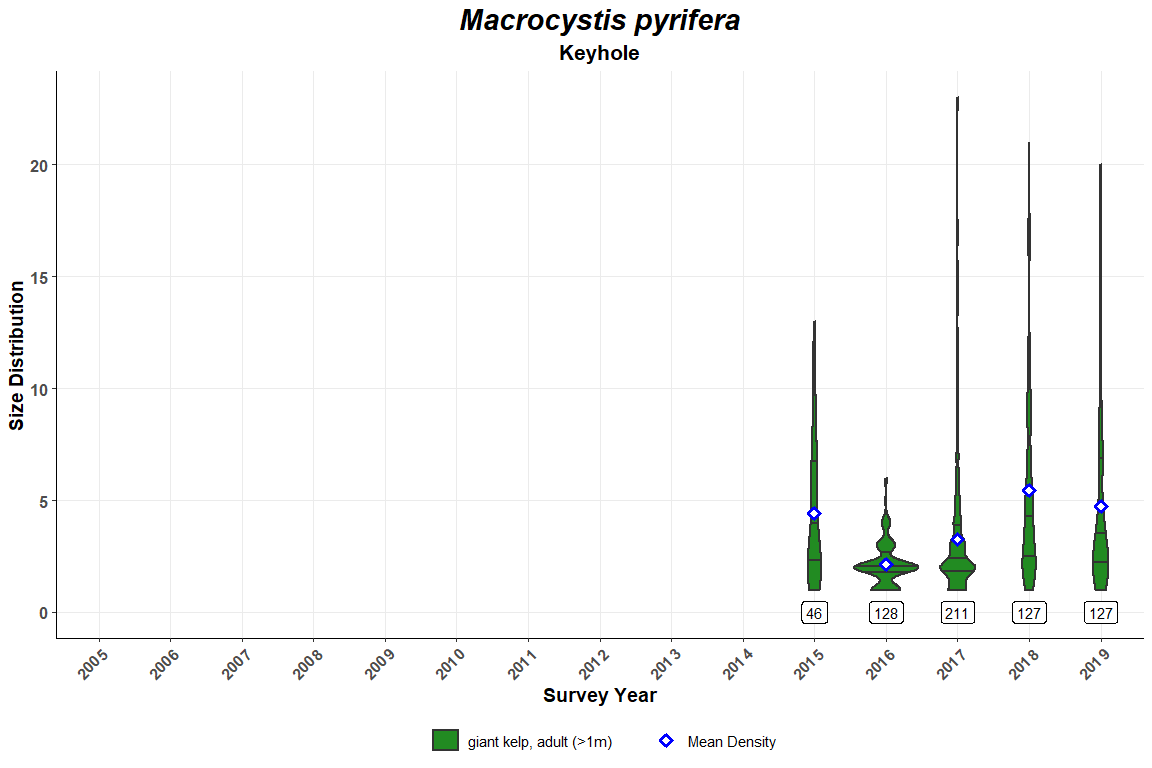 Macrocystis pyrifera
Keyhole
Size Distribution
20
15
10
5
0
46 128 211 127 127
2005 2006 2007 2008 2009 2010 2011 2012 2013 2014 2015 2016 2017 2018 2019
Survey Year
giant kelp, adult (>1m) Mean Density